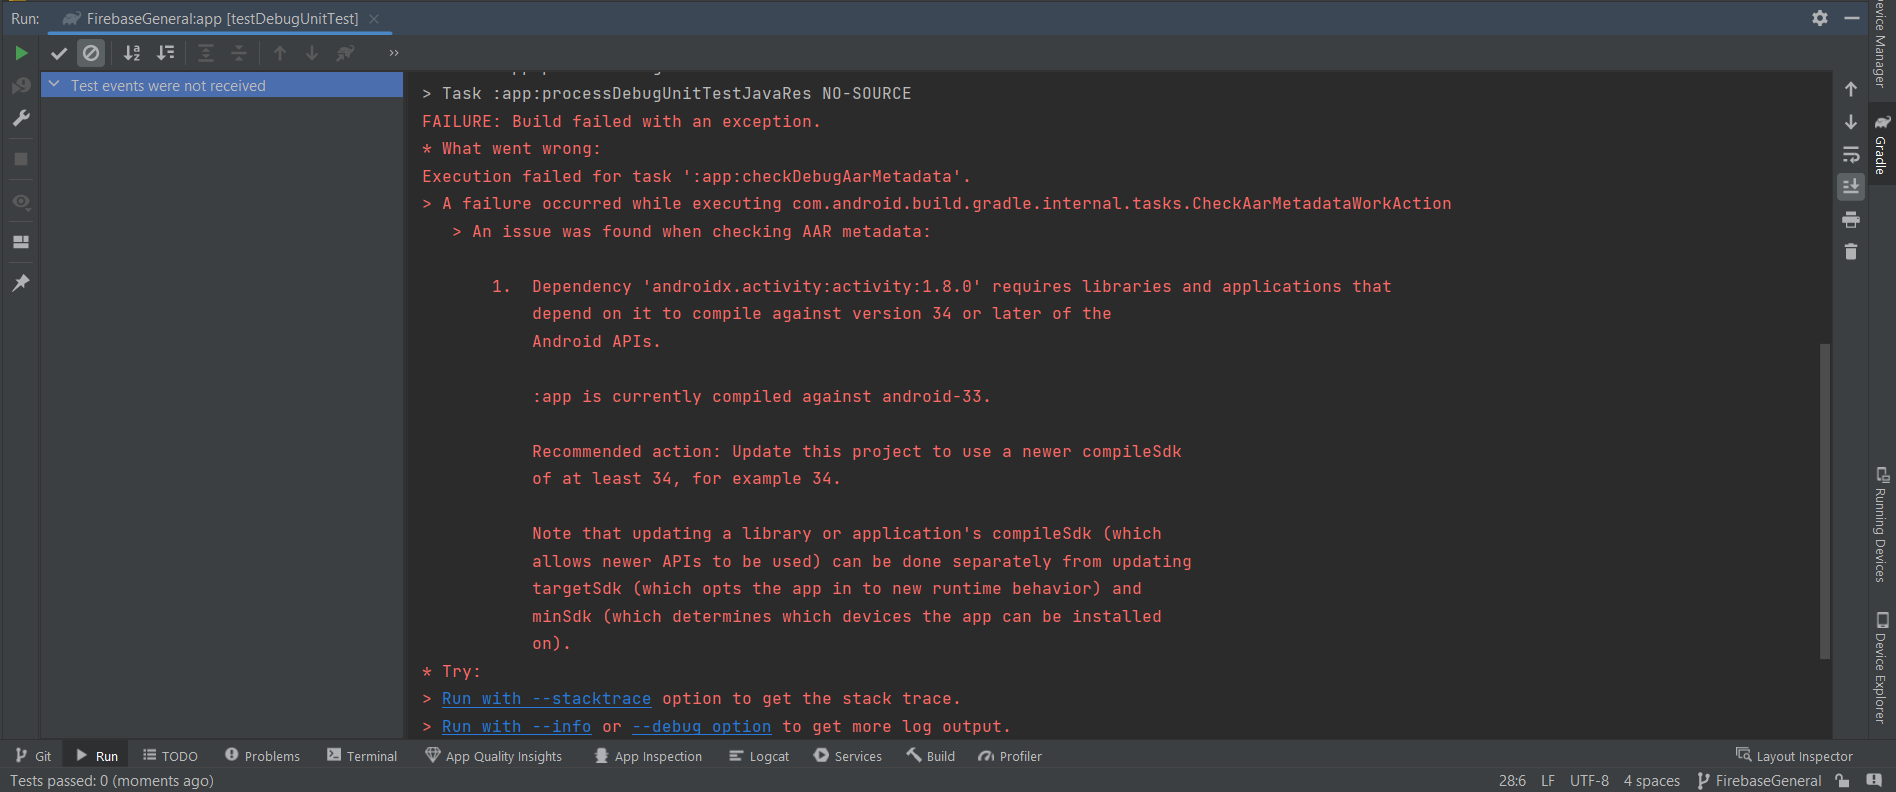 Run: FirebaseGeneral:app [testDebugUnitTest]
Test events were not received
> Task :app:processDebugUnitTestJavaRes NO-SOURCE
FAILURE: Build failed with an exception.
* What went wrong:
Execution failed for task ':app:checkDebugAarMetadata'.
> A failure occurred while executing com.android.build.gradle.internal.tasks.CheckAarMetadataWorkAction
> An issue was found when checking AAR metadata:
1. Dependency 'androidx.activity:activity:1.8.0' requires libraries and applications that
depend on it to compile against version 34 or later of the
Android APIs.
:app is currently compiled against android-33.
Recommended action: Update this project to use a newer compileSdk
of at least 34, for example 34.
Note that updating a library or application's compileSdk (which
allows newer APIs to be used) can be done separately from updating
targetSdk (which opts the app in to new runtime behavior) and
minSdk (which determines which devices the app can be installed
on).
* Try:
> Run with --stacktrace option to get the stack trace.
> Run with --info or --debug option to get more log output.
Device Manager
Gradle
Running Devices
Device Explorer
Git Run TODO Problems Terminal App Quality Insights App Inspection Logcat Services Build Profiler Layout Inspector
Tests passed: 0 (moments ago) 28:6 LF UTF-8 4 spaces FirebaseGeneral